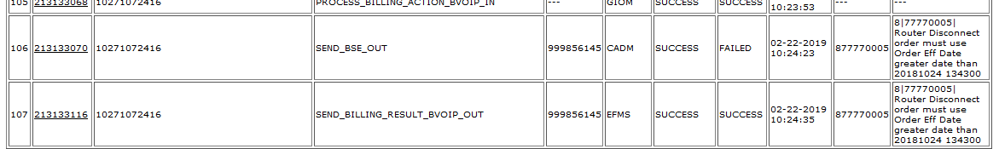 105 213133068 10271072416 PROCESS_BILLING_ACTION_BVOIP_IN --- GIOM SUCCESS SUCCESS 10:23:53 --- ---
106 213133070 10271072416 SEND_BSE_OUT 999856145 CADM SUCCESS FAILED 02-22-2019 10:24:23 877770005 8|77770005|
Router Disconnect
order must use
Order Eff Date
greater date than
20181024 134300
107 213133116 10271072416 SEND_BILLING_RESULT_BVOIP_OUT 999856145 EFMS SUCCESS SUCCESS 02-22-2019 10:24:35 877770005 8|77770005|
Router Disconnect
order must use
Order Eff Date
greater date than
20181024 134300